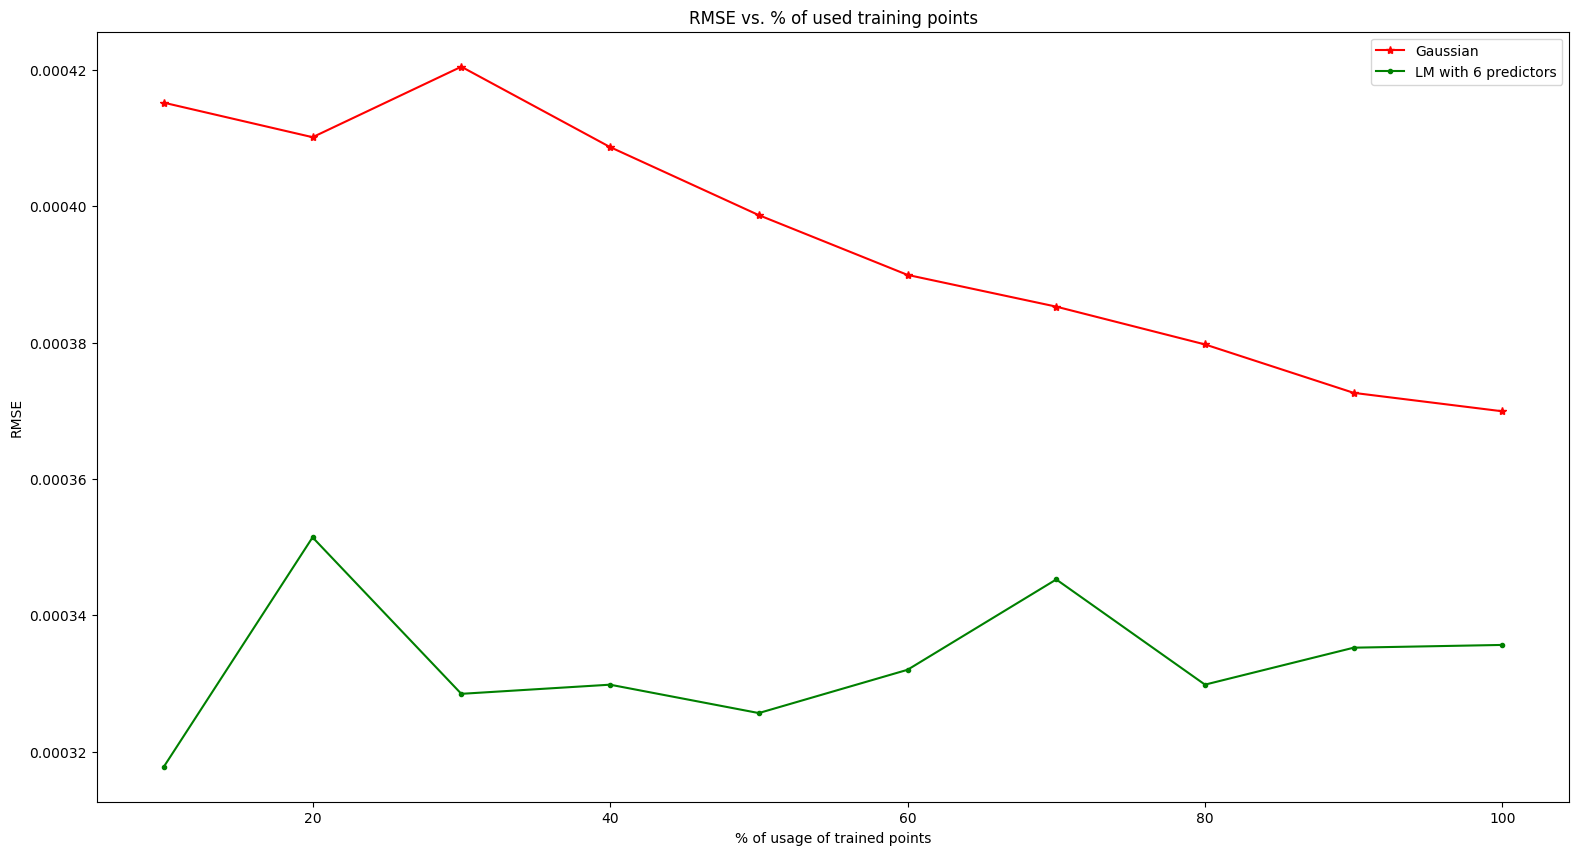 RMSE vs. % of used training points
Gaussian
LM with 6 predictors
0.00042
0.00040
0.00038
0.00036
0.00034
0.00032
RMSE
20 40 60 80 100
% of usage of trained points